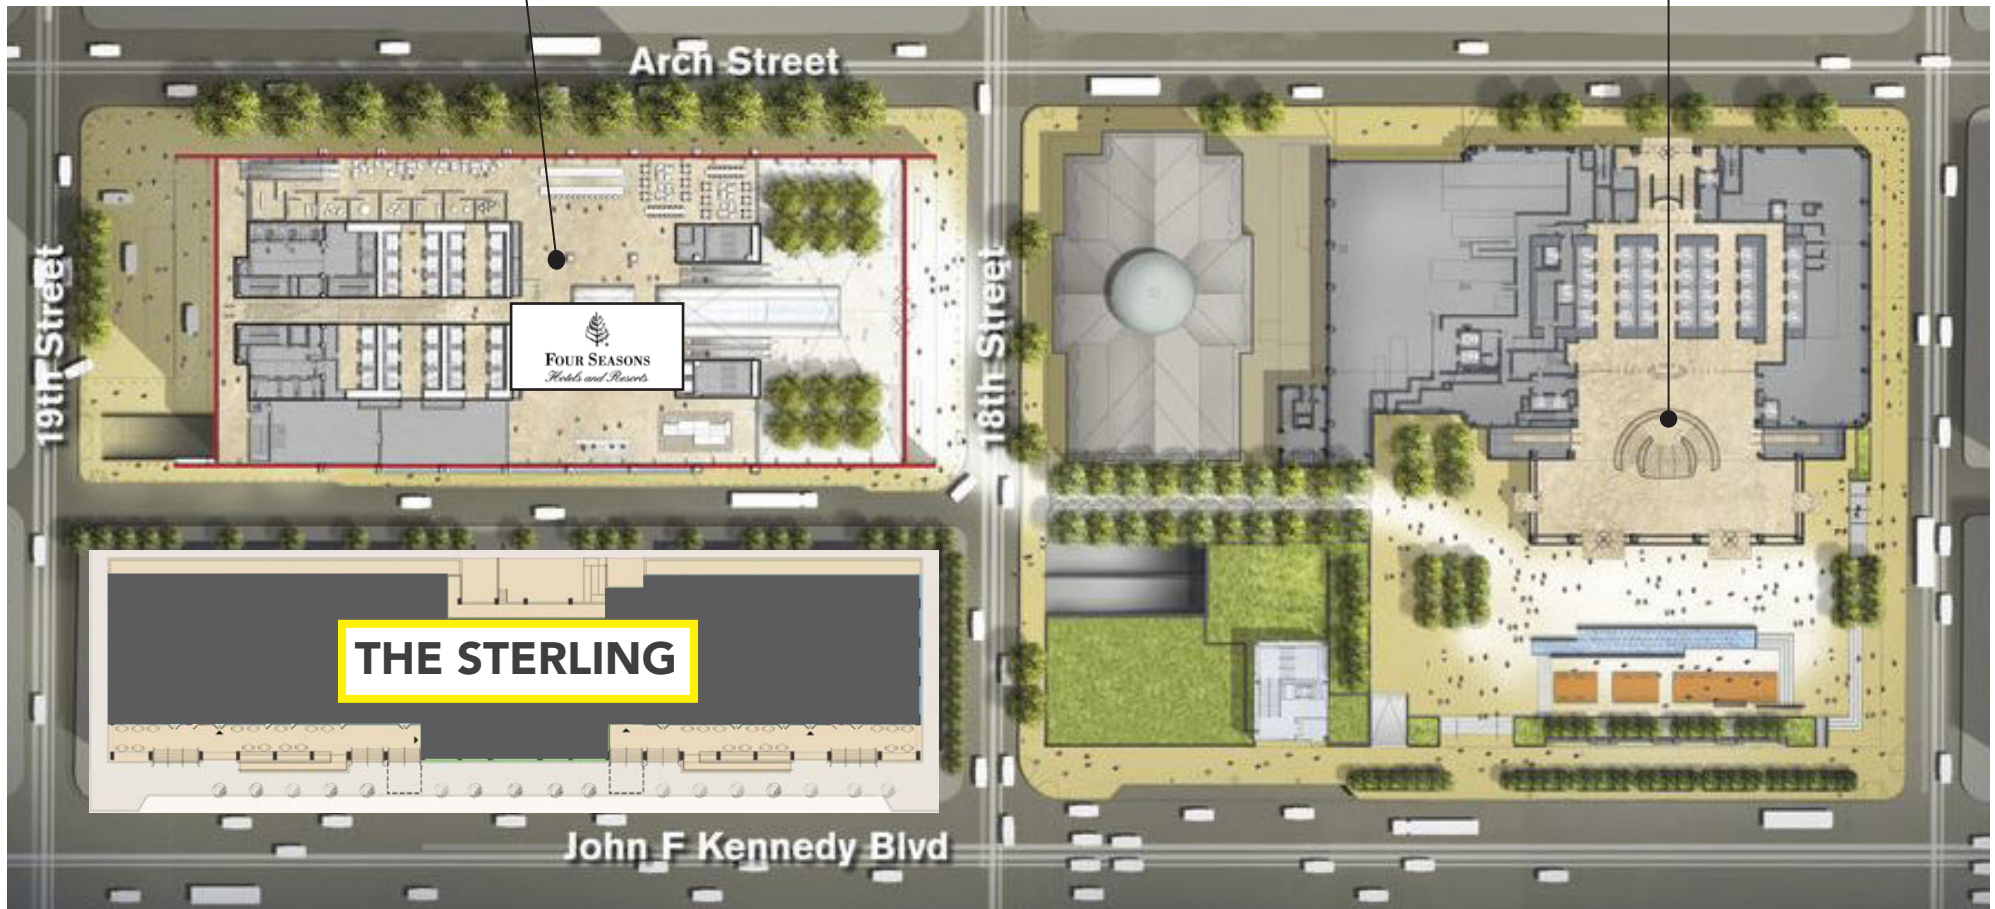 Arch Street
19th Street
FOUR SEASONS
Hotels and Resorts
18th Street
THE STERLING
John F Kennedy Blvd